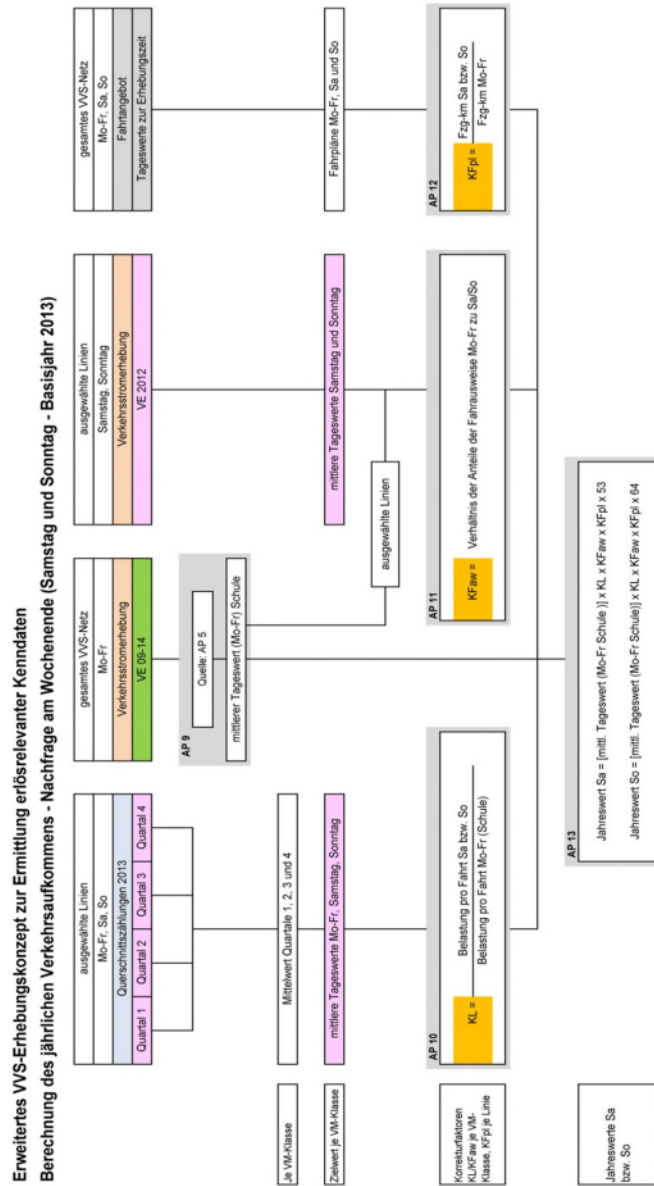 Erweitertes VVS-Erhebungskonzept zur Ermittlung erlösrelevanter Kenndaten
Berechnung des jährlichen Verkehrsaufkommens - Nachfrage am Wochenende (Samstag und Sonntag - Basisjahr 2013)
ausgewählte Linien
Mo-Fr, Sa, So
Querschnittszählungen 2013
Quartal 1
Quartal 2
Quartal 3
Quartal 4
gesamtes VVS-Netz
Mo-Fr
Verkehrsstromerhebung
VE 09-14
ausgewählte Linien
Samstag, Sonntag
Verkehrsstromerhebung
VE 2012
gesamtes VVS-Netz
Mo-Fr, Sa, So
Fahrtangebot
Tageswerte zur Erhebungszeit
AP 9
Quelle: AP 5
mittlerer Tageswert (Mo-Fr) Schule
Je VM-Klasse
Mittelwert Quartale 1, 2, 3 und 4
Zielwert je VM-Klasse
mittlere Tageswerte Mo-Fr, Samstag, Sonntag
mittlere Tageswerte Samstag und Sonntag
Fahrpläne Mo-Fr, Sa und So
ausgewählte Linien
Korrekturfaktoren
KL/KFaw je VM-
Klasse, KFpl je Linie
AP 10
KL =
Belastung pro Fahrt Sa bzw. So
Belastung pro Fahrt Mo-Fr (Schule)
AP 11
KFaw =
Verhältnis der Anteile der Fahrausweise Mo-Fr zu Sa/So
AP 12
KFpl =
Fzg-km Sa bzw. So
Fzg-km Mo-Fr
Jahreswerte Sa
bzw. So
AP 13
Jahreswert Sa = [mittl. Tageswert (Mo-Fr Schule )] x KL x KFaw x KFpl x 53
Jahreswert So = [mittl. Tageswert (Mo-Fr Schule)] x KL x KFaw x KFpl x 64